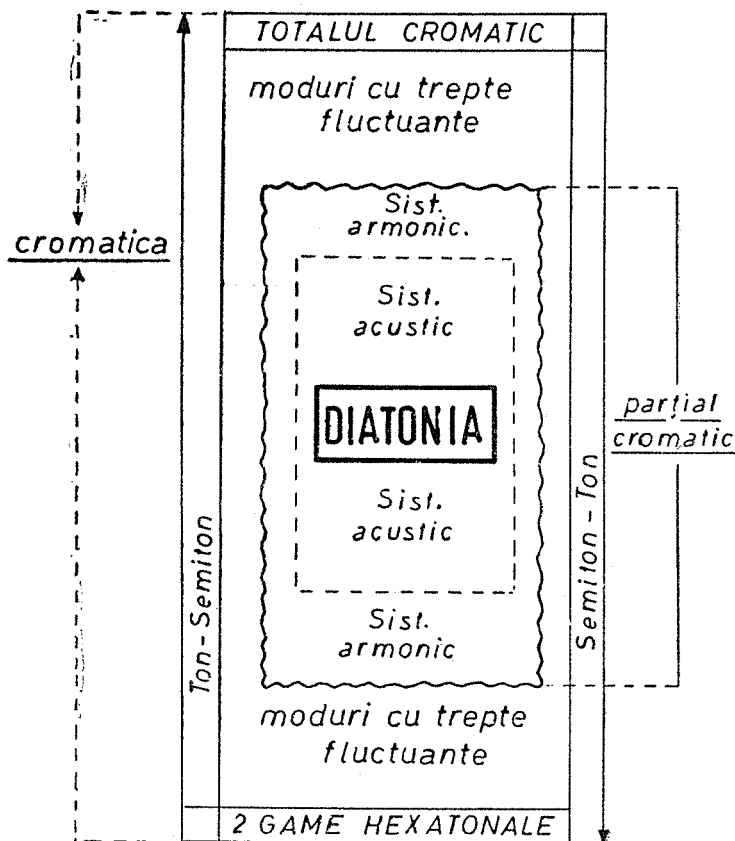 TOTALUL CROMATIC
moduri cu trepte
fluctuante
Sist.
armonic.
cromatica
Sist.
acustic
DIATONIA
parțial
cromatic
Sist.
acustic
Ton-Semiton
Semiton-Ton
Sist.
armonic
moduri cu trepte
fluctuante
2 GAME HEXATONALE